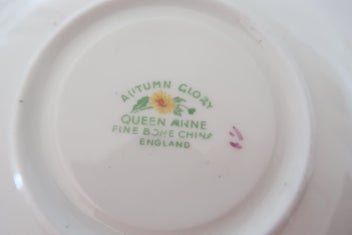 AUTUMN GLORY
QUEEN ANNE
FINE BONE CHINA
ENGLAND